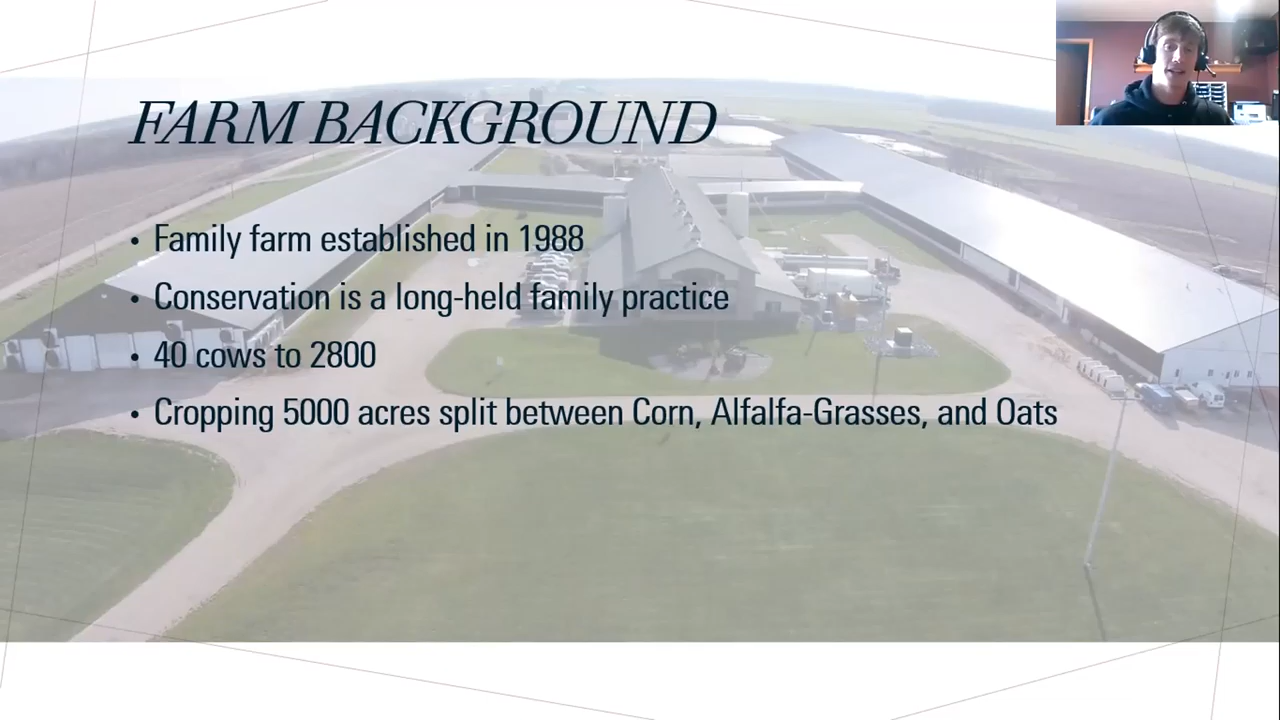 FARM BACKGROUND
• Family farm established in 1988
• Conservation is a long-held family practice
• 40 cows to 2800
• Cropping 5000 acres split between Corn, Alfalfa-Grasses, and Oats